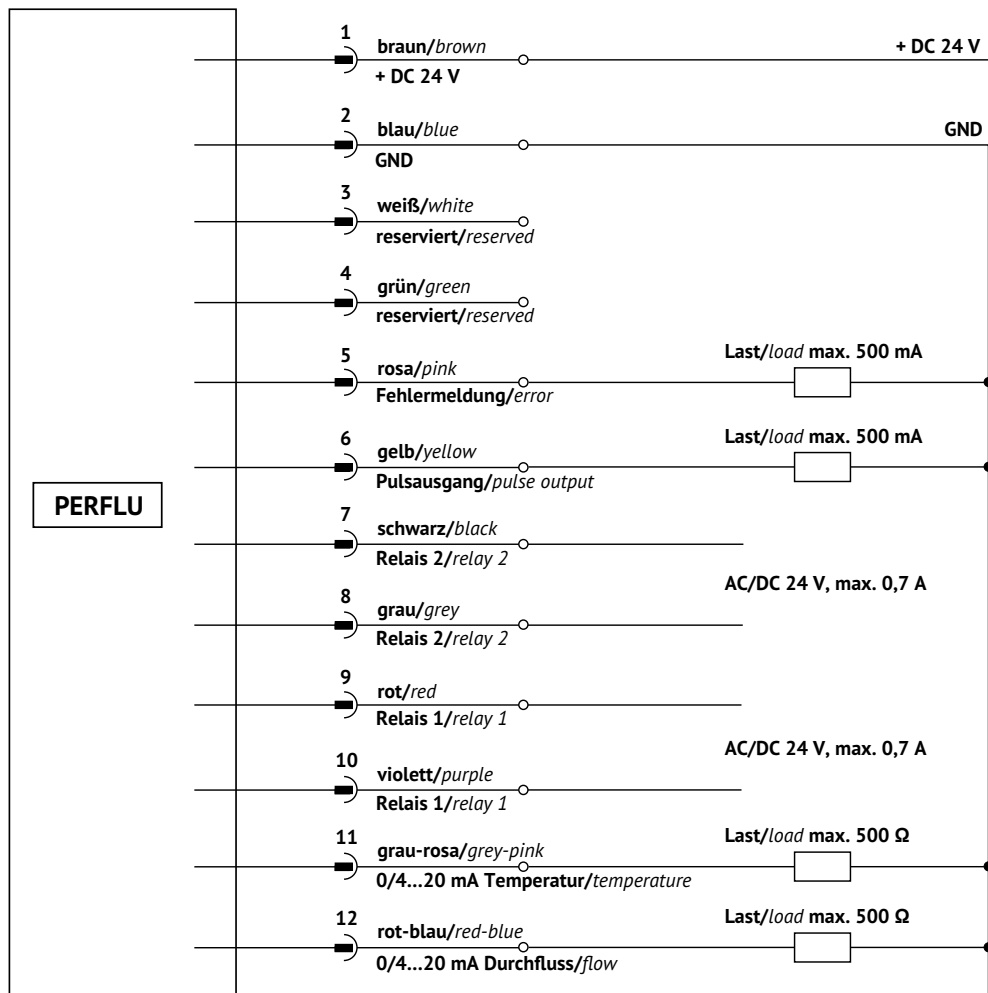 1
braun/brown
+ DC 24 V
+ DC 24 V
2
blau/blue
GND
GND
3
weiß/white
reserviert/reserved
4
grün/green
reserviert/reserved
5
rosa/pink
Fehlermeldung/error
Last/load max. 500 mA
6
gelb/yellow
Pulsausgang/pulse output
Last/load max. 500 mA
PERFLU
7
schwarz/black
Relais 2/relay 2
AC/DC 24 V, max. 0,7 A
8
grau/grey
Relais 2/relay 2
9
rot/red
Relais 1/relay 1
AC/DC 24 V, max. 0,7 A
10
violett/purple
Relais 1/relay 1
11
grau-rosa/grey-pink
0/4...20 mA Temperatur/temperature
Last/load max. 500 Ω
12
rot-blau/red-blue
0/4...20 mA Durchfluss/flow
Last/load max. 500 Ω